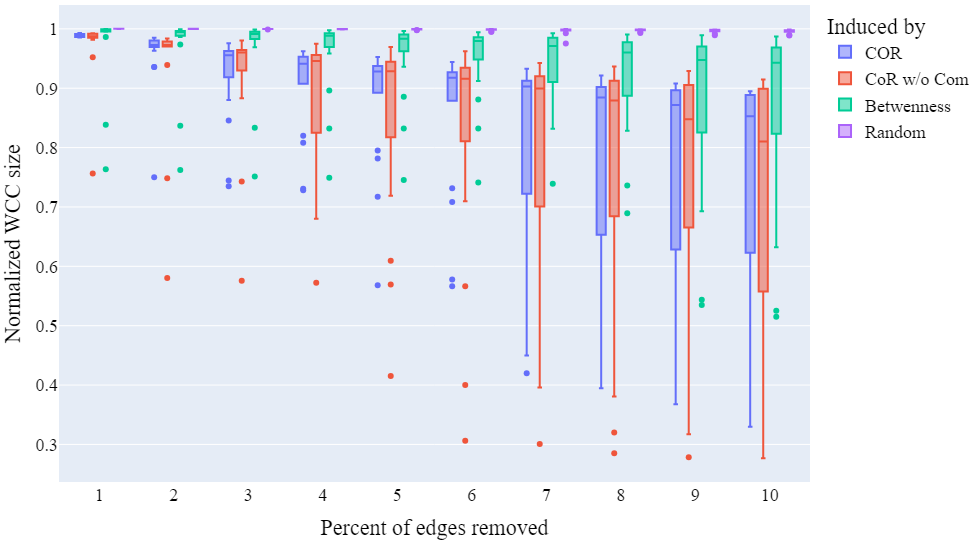 Normalized WCC size
1
0.9
0.8
0.7
0.6
0.5
0.4
0.3
1 2 3 4 5 6 7 8 9 10
Percent of edges removed
Induced by
COR
CoR w/o Com
Betwenness
Random